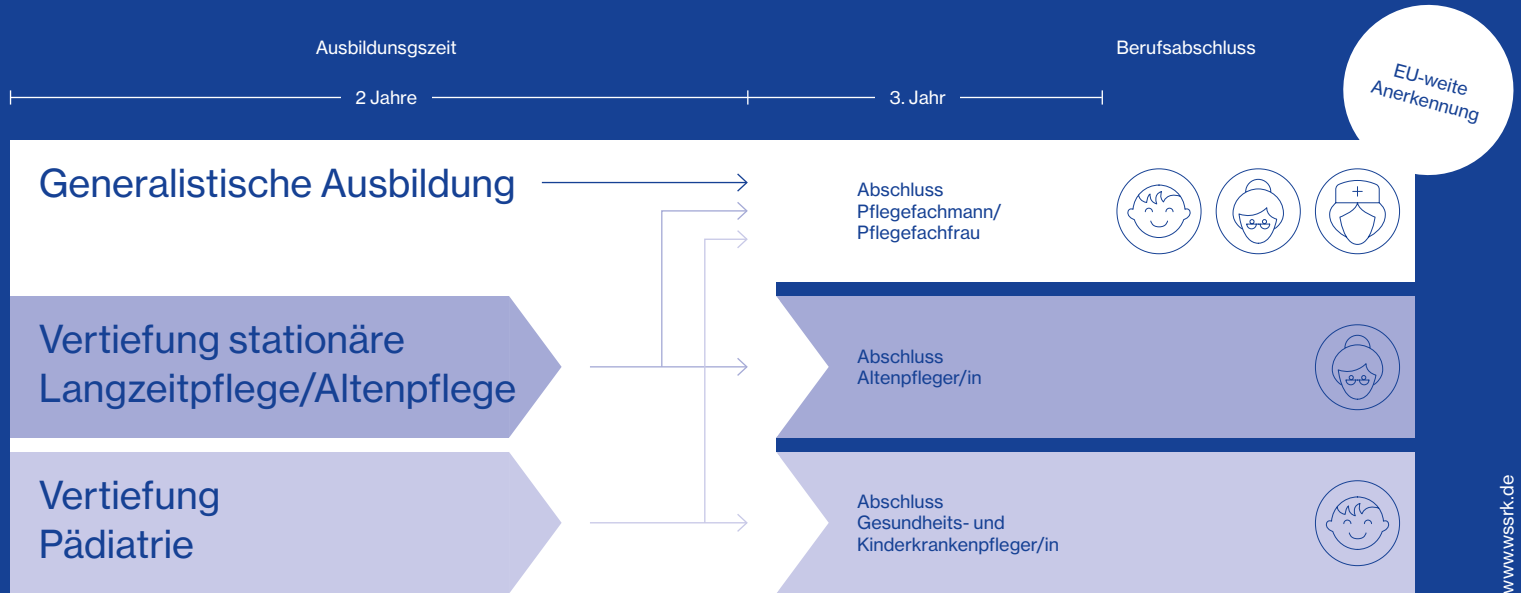 Ausbildungszeit
Berufsabschluss
EU-weite
Anerkennung
2 Jahre
3. Jahr
Generalistische Ausbildung
Abschluss
Pflegefachmann/
Pflegefachfrau
Vertiefung stationäre
Langzeitpflege/Altenpflege
Abschluss
Altenpfleger/in
Vertiefung
Pädiatrie
Abschluss
Gesundheits- und
Kinderkrankenpfleger/in
www.wssrk.de